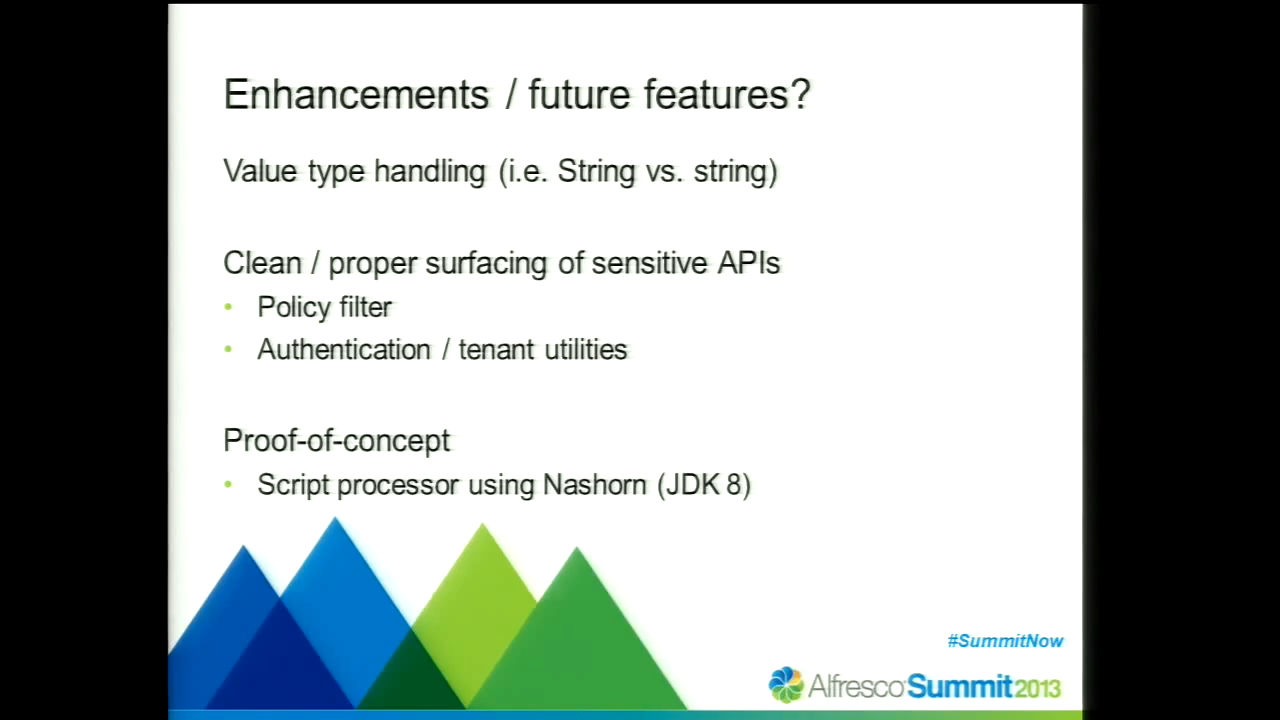 Enhancements / future features?
Value type handling (i.e. String vs. string)
Clean / proper surfacing of sensitive APIs
• Policy filter
• Authentication / tenant utilities
Proof-of-concept
• Script processor using Nashorn (JDK 8)
#SummitNow
Alfresco Summit 2013